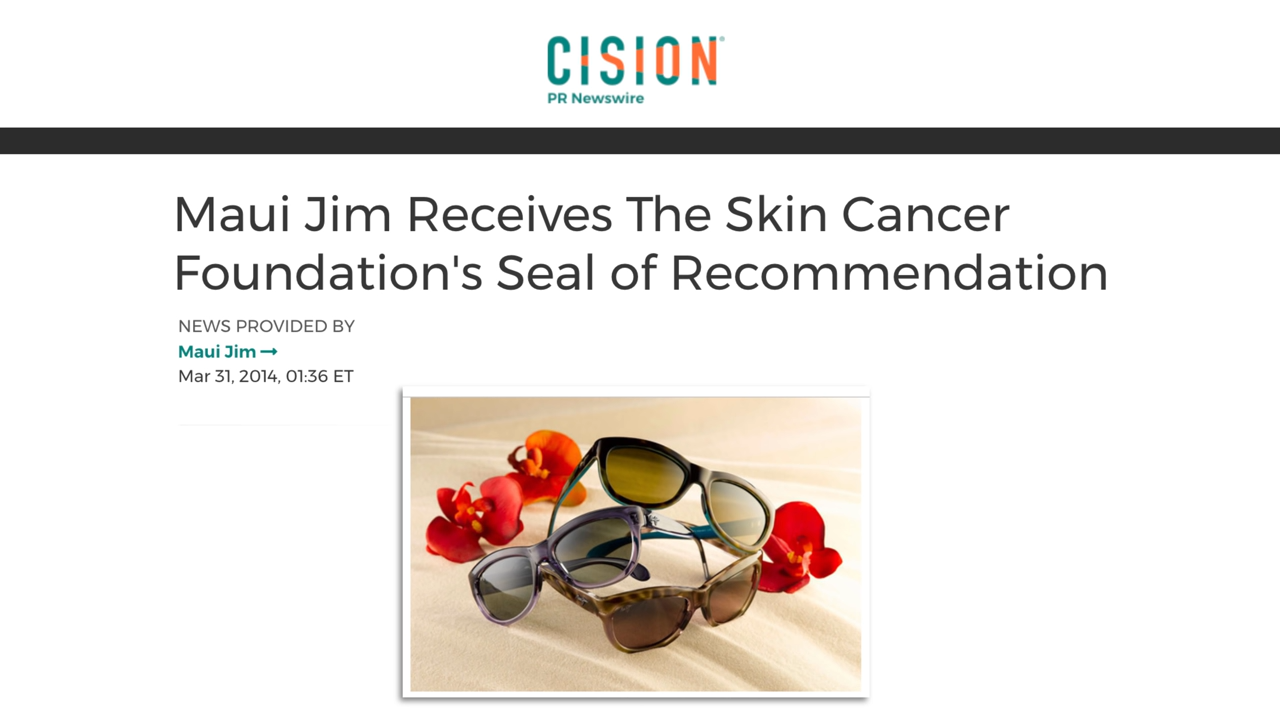 CISION®
PR Newswire
Maui Jim Receives The Skin Cancer
Foundation's Seal of Recommendation
NEWS PROVIDED BY
Maui Jim →
Mar 31, 2014, 01:36 ET